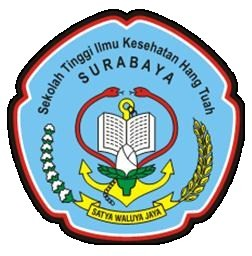 Sekolah Tinggi Ilmu Kesehatan Hang Tuah
SURABAYA
SATYA WALUYA JAYA